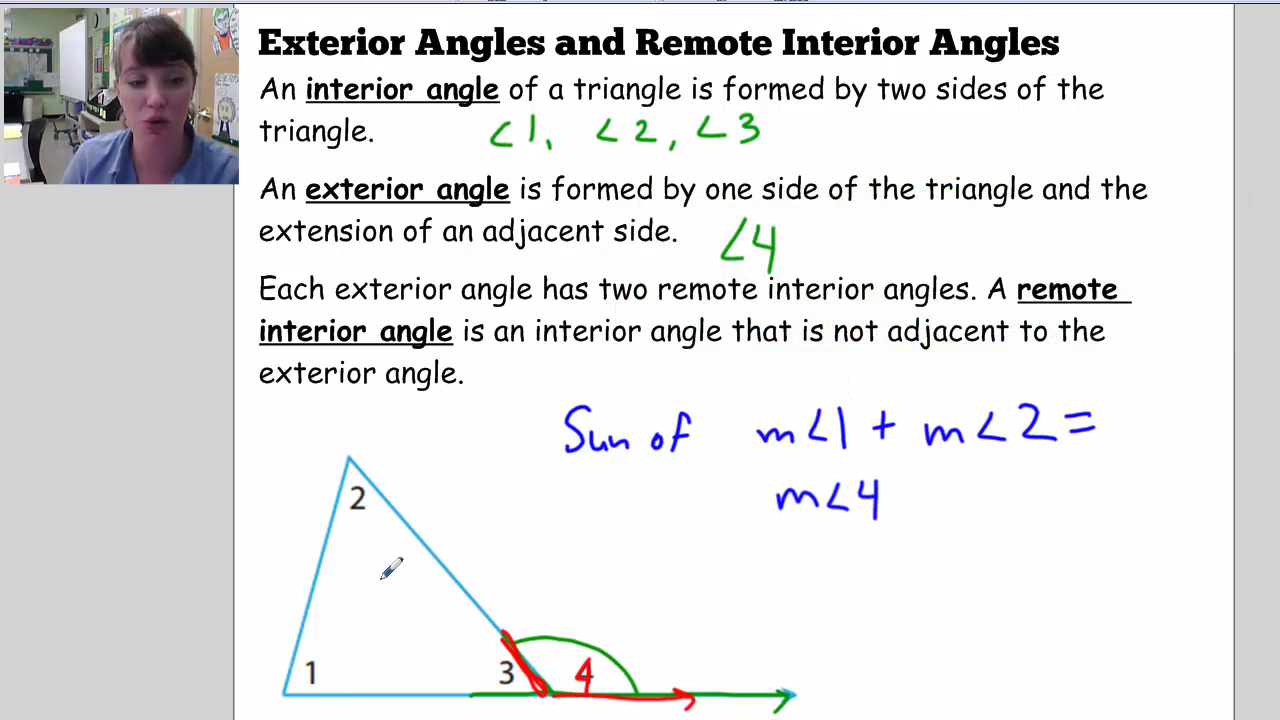 Exterior Angles and Remote Interior Angles
An interior angle of a triangle is formed by two sides of the
triangle. <1, <2, <3
An exterior angle is formed by one side of the triangle and the
extension of an adjacent side. <4
Each exterior angle has two remote interior angles. A remote
interior angle is an interior angle that is not adjacent to the
exterior angle.
Sum of m<1 + m<2 =
m<4
2
1 3 4